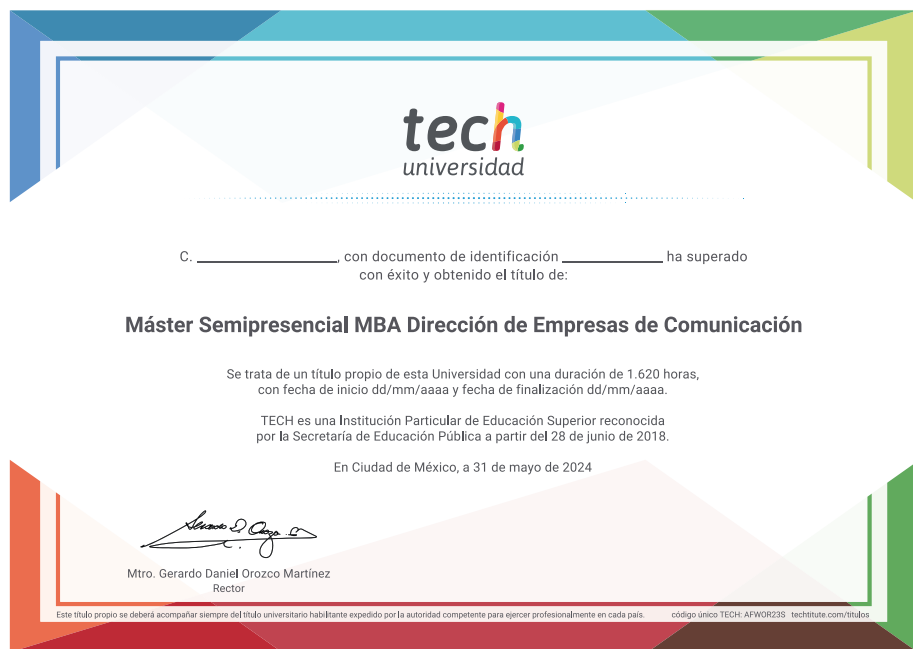 tech
universidad
C. ____________, con documento de identificación ____________ ha superado
con éxito y obtenido el título de:
Máster Semipresencial MBA Dirección de Empresas de Comunicación
Se trata de un título propio de esta Universidad con una duración de 1.620 horas,
con fecha de inicio dd/mm/aaaa y fecha de finalización dd/mm/aaaa.
TECH es una Institución Particular de Educación Superior reconocida
por la Secretaría de Educación Pública a partir del 28 de junio de 2018.
En Ciudad de México, a 31 de mayo de 2024
Mtro. Gerardo Daniel Orozco Martínez
Rector
Este título propio se deberá acompañar siempre del título universitario habilitante expedido por la autoridad competente para ejercer profesionalmente en cada país. código único TECH: AFWOR23S techtitute.com/titulos